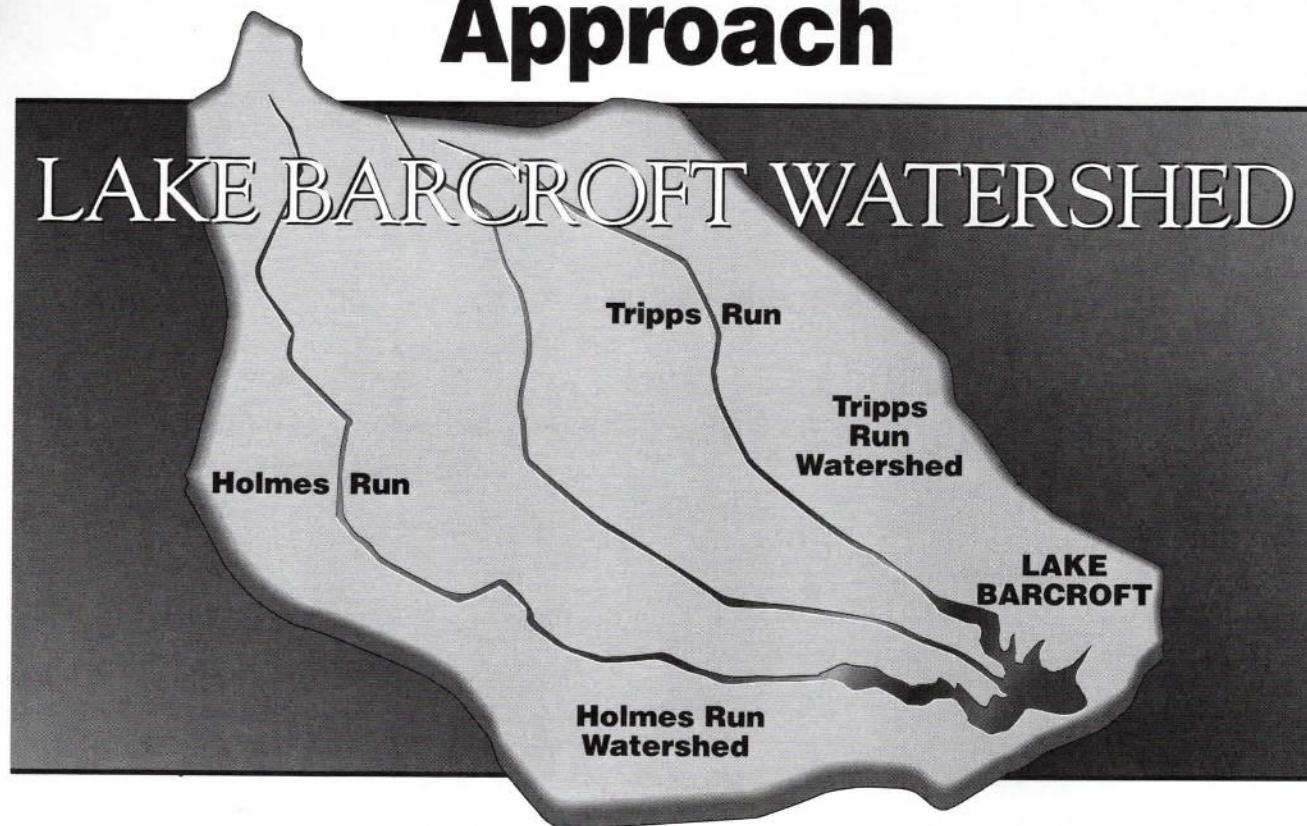 Approach
LAKE BARCROFT WATERSHED
Tripps Run
Tripps
Run
Watershed
Holmes Run
LAKE
BARCROFT
Holmes Run
Watershed